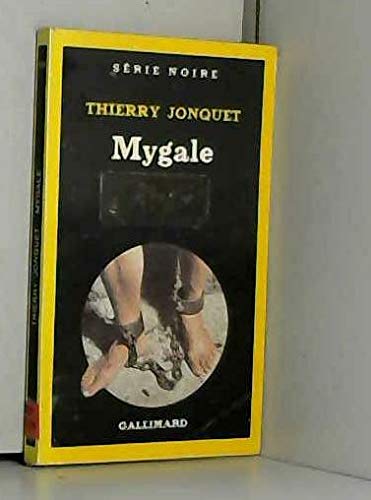 SÉRIE NOIRE
THIERRY JONQUET
Mygale
GALLIMARD
THIERRY JONQUET MYGALE